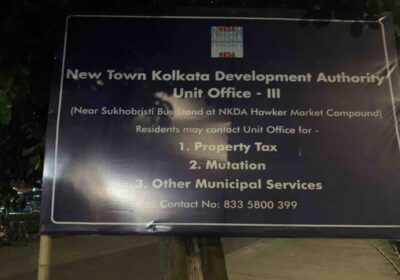 NKDA
New Town Kolkata Development Authority
Unit Office - III
(Near Sukhobristi Bus Stand at NKDA Hawker Market Compound)
Residents may contact Unit Office for -
1. Property Tax
2. Mutation
3. Other Municipal Services
Contact No: 833 5800 399